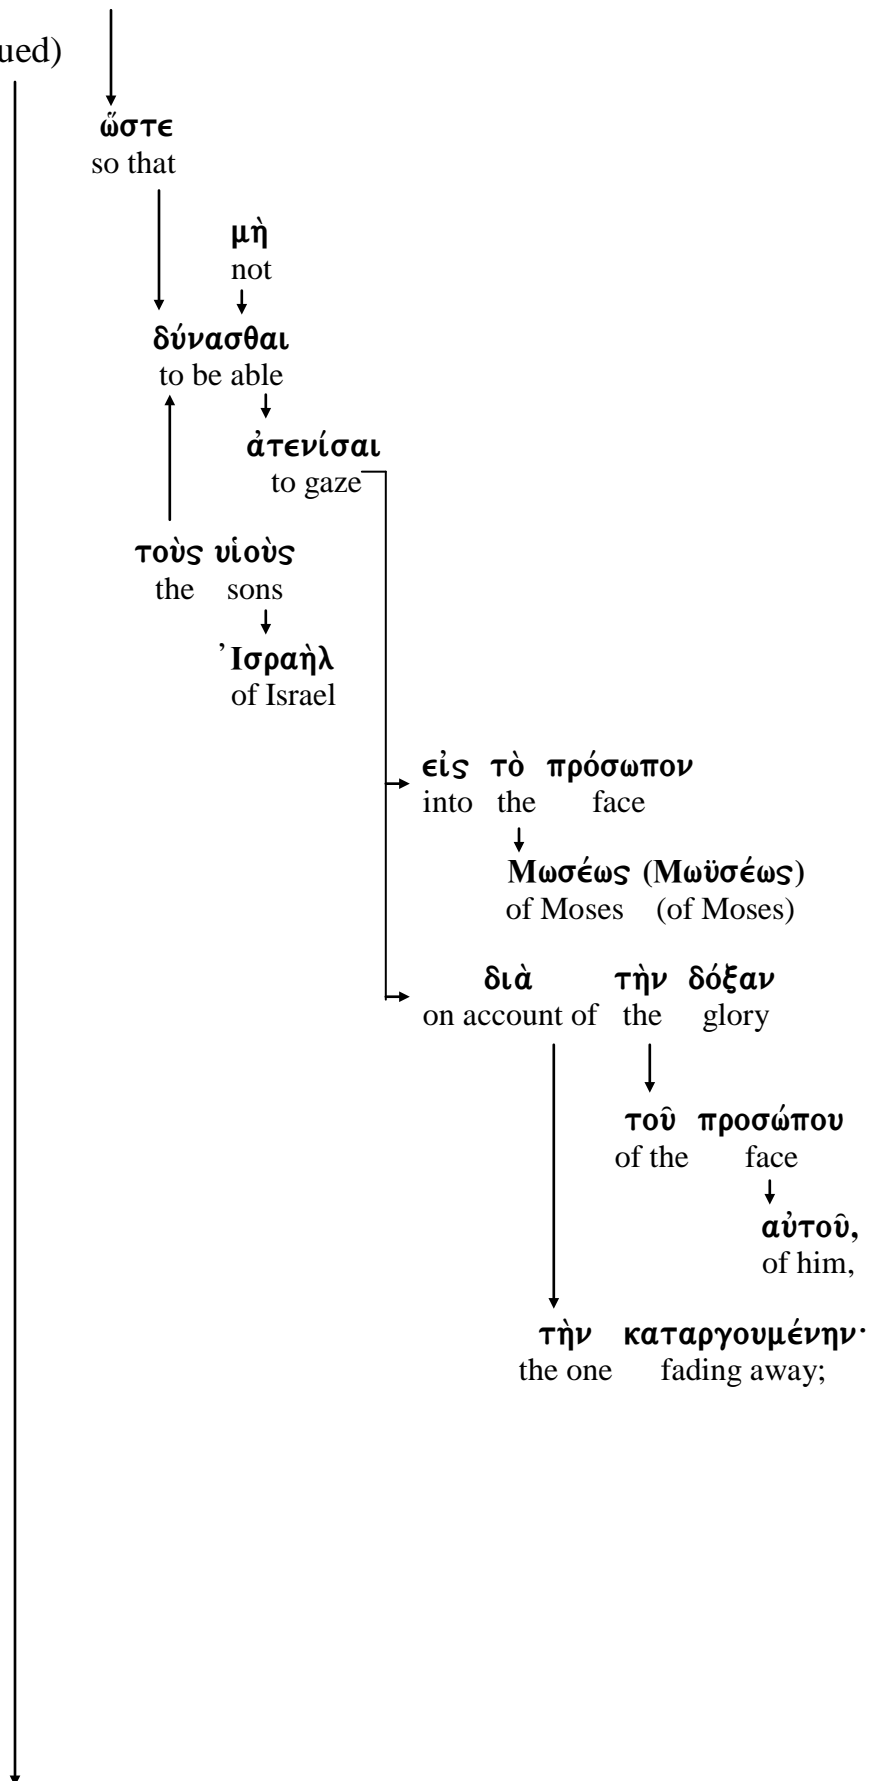 ued)
ὥστε
so that
μὴ
not
δύνασθαι
to be able
ἀτενίσαι
to gaze
τοὺς υἱοὺς
the sons
Ἰσραὴλ
of Israel
εἰς τὸ πρόσωπον
into the face
Μωσέως (Μωϋσέως)
of Moses (of Moses)
διὰ τὴν δόξαν
on account of the glory
τοῦ προσώπου
of the face
αὐτοῦ,
of him,
τὴν καταργουμένην·
the one fading away;